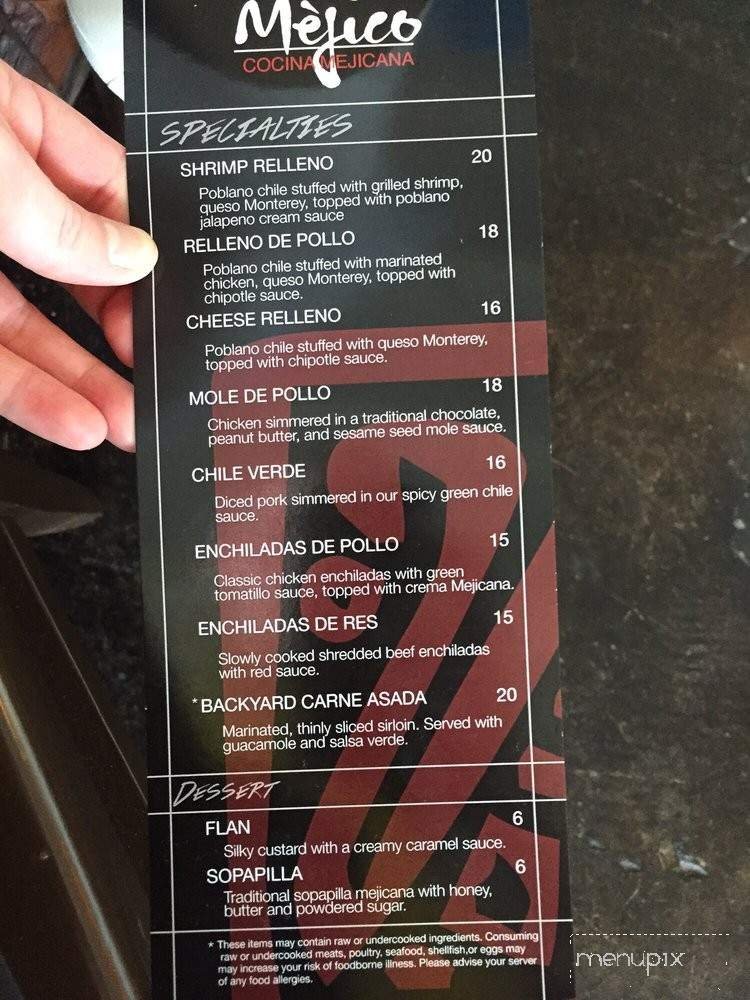 Mèjico
COCINA MEJICANA
SPECIALTIES
SHRIMP RELLENO 20
Poblano chile stuffed with grilled shrimp,
queso Monterey, topped with poblano
jalapeno cream sauce
RELLENO DE POLLO 18
Poblano chile stuffed with marinated
chicken, queso Monterey, topped with
chipotle sauce.
CHEESE RELLENO 16
Poblano chile stuffed with queso Monterey,
topped with chipotle sauce.
MOLE DE POLLO 18
Chicken simmered in a traditional chocolate,
peanut butter, and sesame seed mole sauce.
CHILE VERDE 16
Diced pork simmered in our spicy green chile
sauce.
ENCHILADAS DE POLLO 15
Classic chicken enchiladas with green
tomatillo sauce, topped with crema Mejicana.
ENCHILADAS DE RES 15
Slowly cooked shredded beef enchiladas
with red sauce.
*BACKYARD CARNE ASADA 20
Marinated, thinly sliced sirloin. Served with
guacamole and salsa verde.
DESSERT
FLAN 6
Silky custard with a creamy caramel sauce.
SOPAPILLA 6
Traditional sopapilla mejicana with honey,
butter and powdered sugar.
* These items may contain raw or undercooked ingredients. Consuming
raw or undercooked meats, poultry, seafood, shellfish,or eggs may
may increase your risk of foodborne illness. Please advise your server
of any food allergies.
menupix